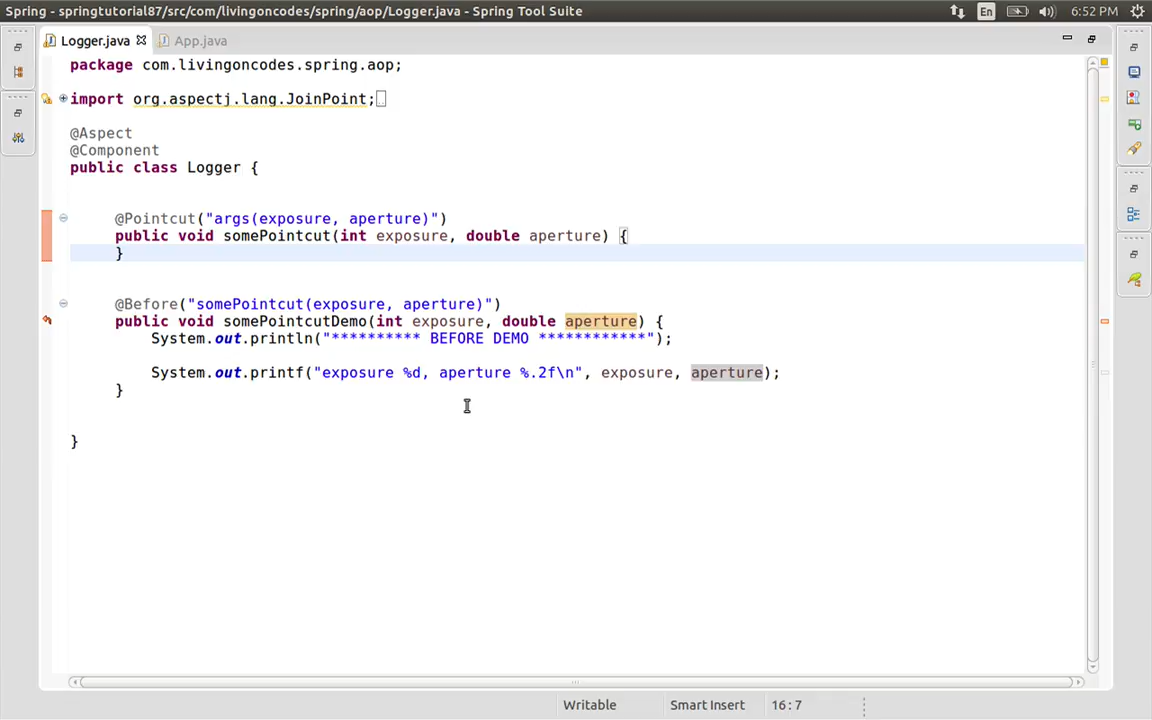 Spring - springtutorial87/src/com/livingoncodes/spring/aop/Logger.java - Spring Tool Suite
En
6:52 PM
Logger.java
App.java
package com.livingoncodes.spring.aop;
import org.aspectj.lang.JoinPoint;
@Aspect
@Component
public class Logger {
@Pointcut("args(exposure, aperture)")
public void somePointcut(int exposure, double aperture) {
}
@Before("somePointcut(exposure, aperture)")
public void somePointcutDemo(int exposure, double aperture) {
System.out.println("********** BEFORE DEMO ************");
System.out.printf("exposure %d, aperture %.2f\n", exposure, aperture);
}
}
Writable
Smart Insert
16 : 7